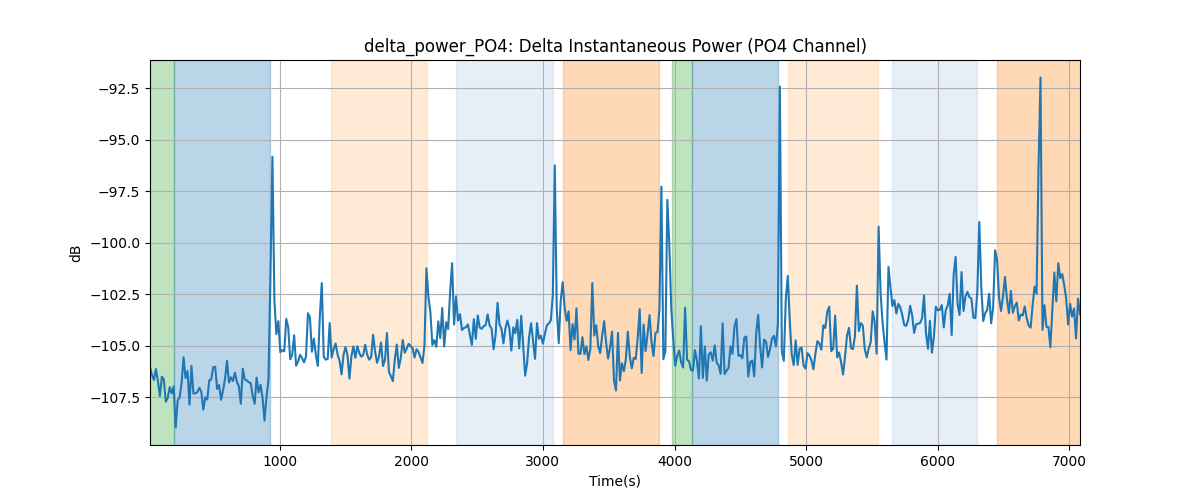 delta_power_PO4: Delta Instantaneous Power (PO4 Channel)
−92.5
−95.0
−97.5
−100.0
−102.5
−105.0
−107.5
dB
1000 2000 3000 4000 5000 6000 7000
Time(s)